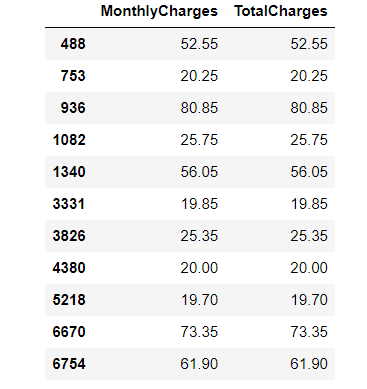 MonthlyCharges TotalCharges
488 52.55 52.55
753 20.25 20.25
936 80.85 80.85
1082 25.75 25.75
1340 56.05 56.05
3331 19.85 19.85
3826 25.35 25.35
4380 20.00 20.00
5218 19.70 19.70
6670 73.35 73.35
6754 61.90 61.90